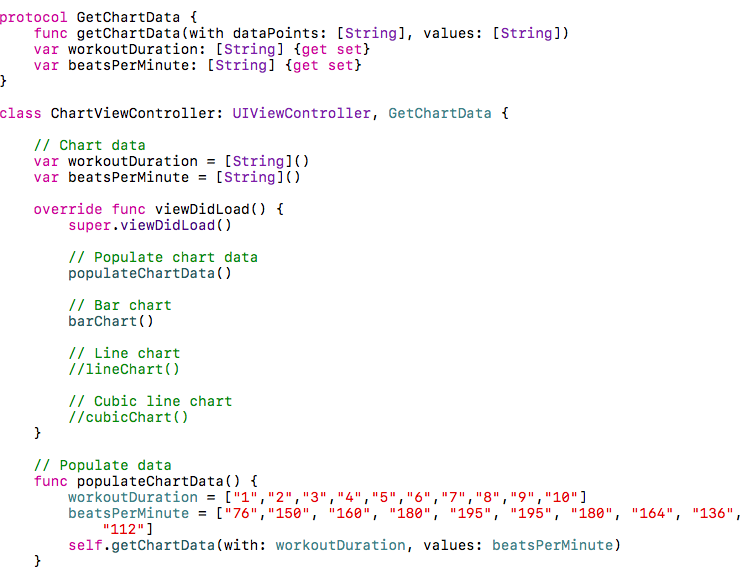 protocol GetChartData {
    func getChartData(with dataPoints: [String], values: [String])
    var workoutDuration: [String] {get set}
    var beatsPerMinute: [String] {get set}
}
class ChartViewController: UIViewController, GetChartData {
    // Chart data
    var workoutDuration = [String]()
    var beatsPerMinute = [String]()
    override func viewDidLoad() {
        super.viewDidLoad()
        // Populate chart data
        populateChartData()
        // Bar chart
        barChart()
        // Line chart
        //lineChart()
        // Cubic line chart
        //cubicChart()
    }
    // Populate data
    func populateChartData() {
        workoutDuration = ["1","2","3","4","5","6","7","8","9","10"]
        beatsPerMinute = ["76","150", "160", "180", "195", "195", "180", "164", "136",
            "112"]
        self.getChartData(with: workoutDuration, values: beatsPerMinute)
    }